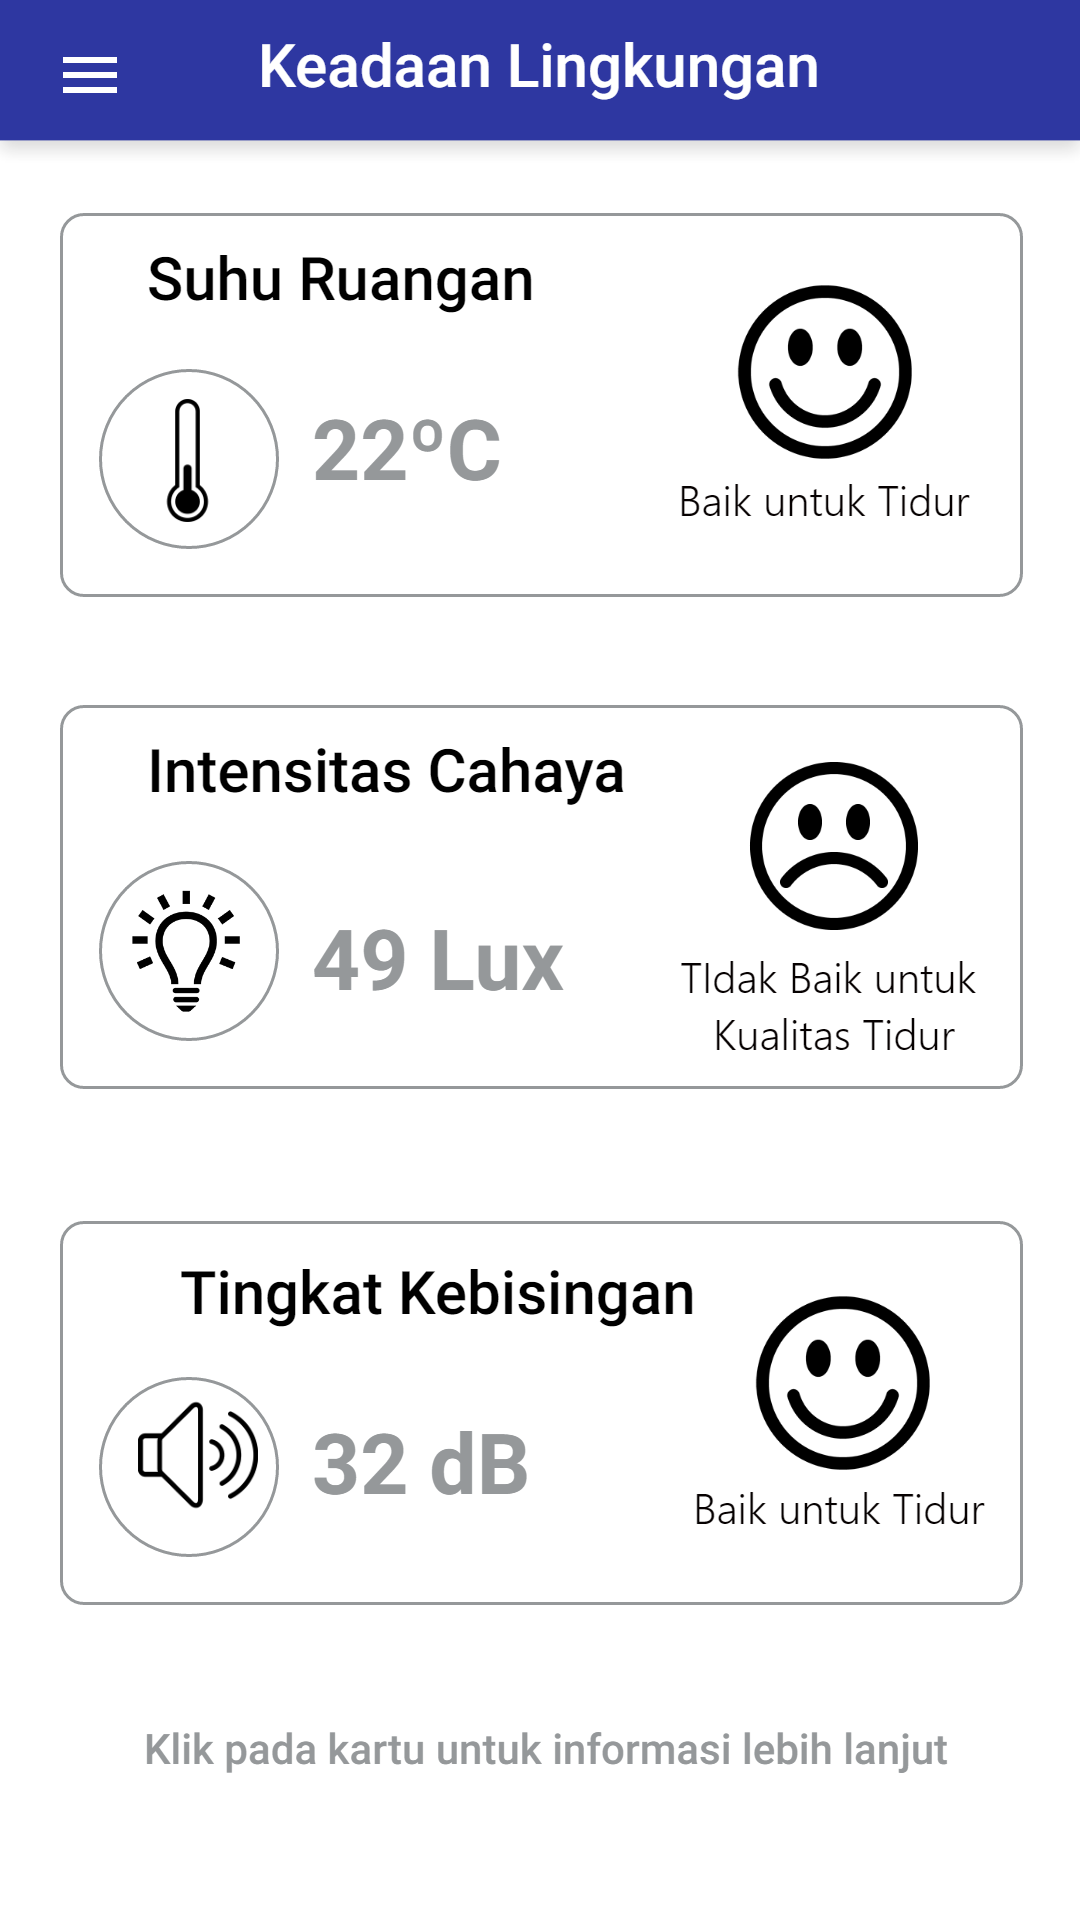 Keadaan Lingkungan
Suhu Ruangan
22ºC
Baik untuk Tidur
Intensitas Cahaya
49 Lux
TIdak Baik untuk
Kualitas Tidur
Tingkat Kebisingan
32 dB
Baik untuk Tidur
Klik pada kartu untuk informasi lebih lanjut